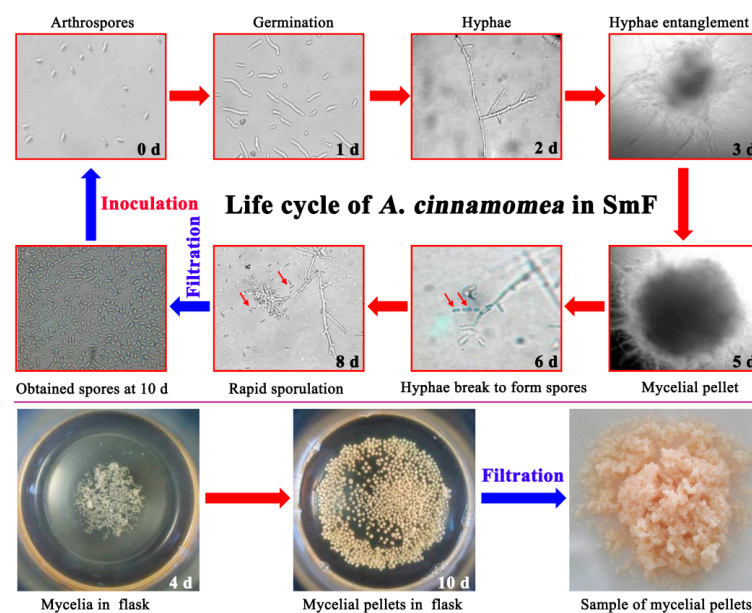 Arthrospores
Germination
Hyphae
Hyphae entanglement
0 d
1 d
2 d
3 d
Inoculation
Filtration
Life cycle of A. cinnamomea in SmF
8 d
6 d
5 d
Obtained spores at 10 d
Rapid sporulation
Hyphae break to form spores
Mycelial pellet
Filtration
4 d
10 d
Mycelia in flask
Mycelial pellets in flask
Sample of mycelial pellets